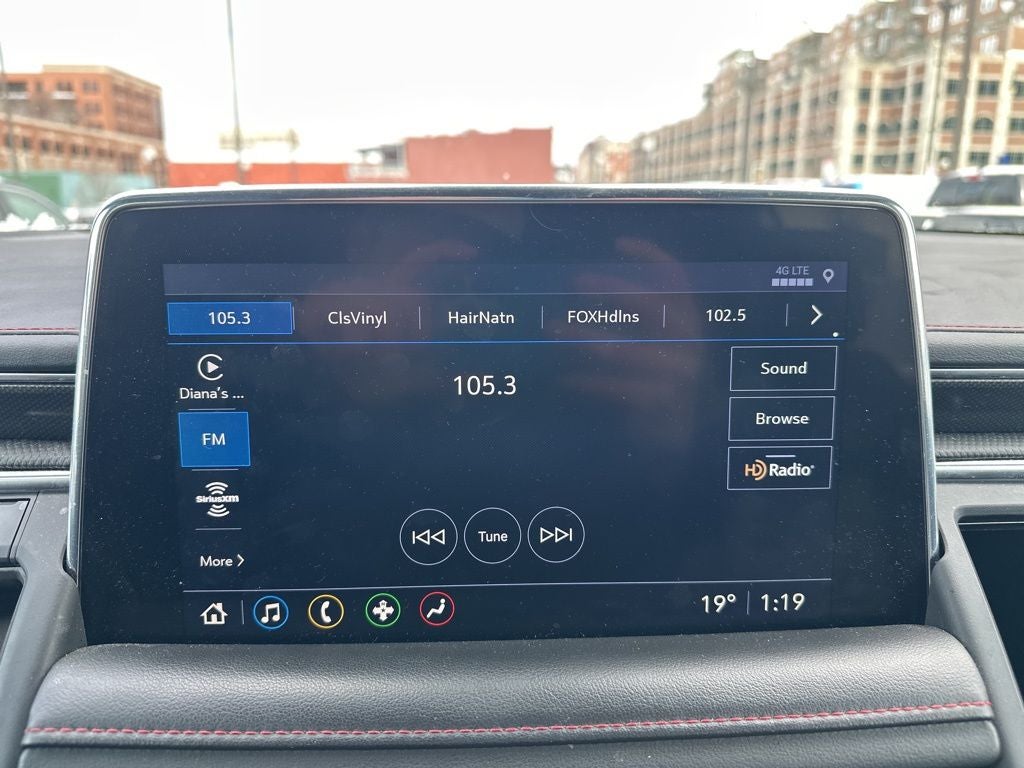 4G LTE
105.3 ClsVinyl HairNatn FOXHdlns 102.5
Diana's ...
105.3
Sound
FM
Browse
HD Radio®
SiriusXM
Tune
More
19° 1:19